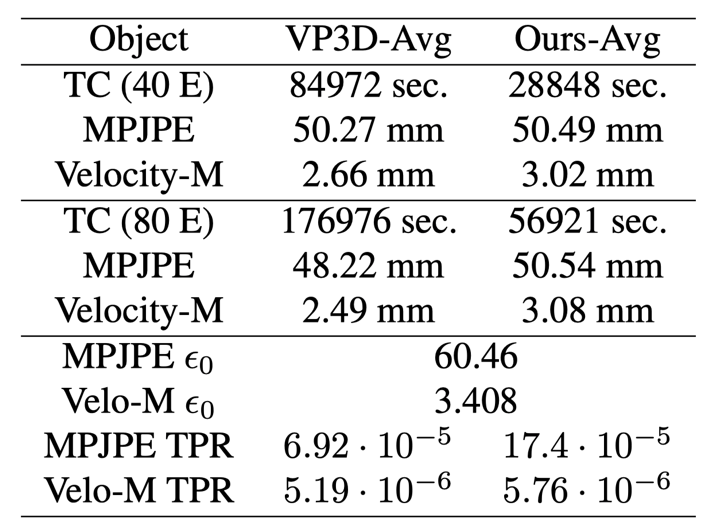 Object VP3D-Avg Ours-Avg
TC (40 E) 84972 sec. 28848 sec.
MPJPE 50.27 mm 50.49 mm
Velocity-M 2.66 mm 3.02 mm
TC (80 E) 176976 sec. 56921 sec.
MPJPE 48.22 mm 50.54 mm
Velocity-M 2.49 mm 3.08 mm
MPJPE ϵ₀ 60.46
Velo-M ϵ₀ 3.408
MPJPE TPR 6.92 · 10⁻⁵ 17.4 · 10⁻⁵
Velo-M TPR 5.19 · 10⁻⁶ 5.76 · 10⁻⁶